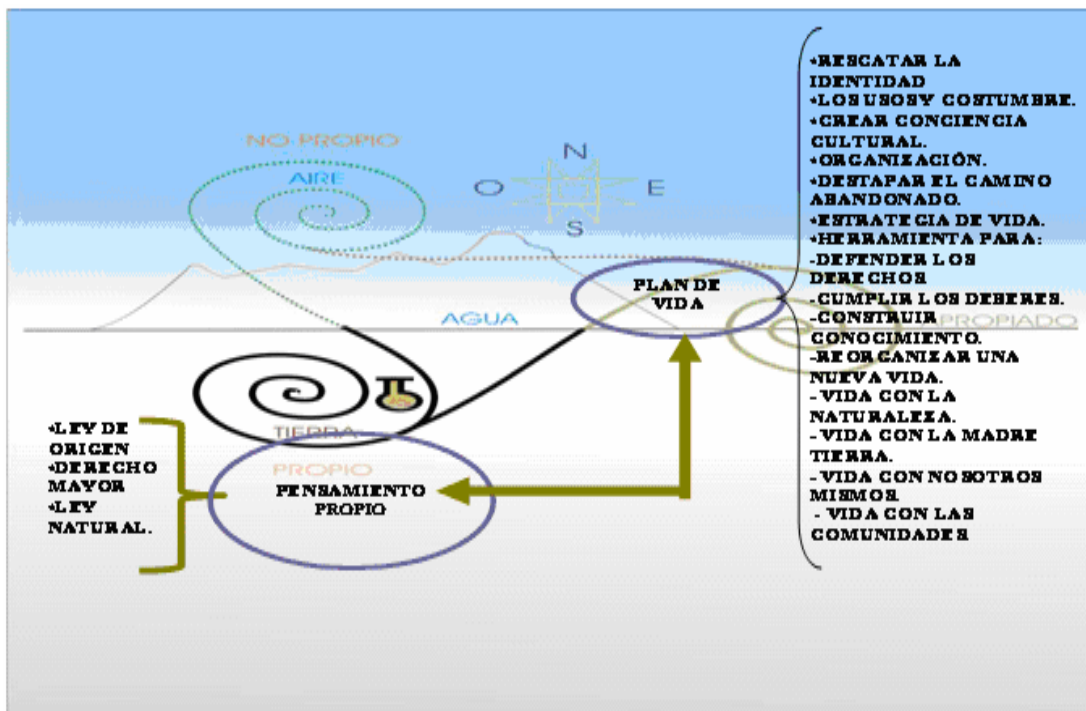 NO-PROPIO
AIRE
N
O
E
S
AGUA
PLAN DE
VIDA
APROPIADO
TIERRA
PROPIO
PENSAMIENTO
PROPIO
*LEY DE
ORIGEN
*DERECHO
MAYOR
*LEY
NATURAL.
*RESCATAR LA
IDENTIDAD
*LOS USOS Y COSTUMBRE.
*CREAR CONCIENCIA
CULTURAL.
*ORGANIZACIÓN.
*DESTAPAR EL CAMINO
ABANDONADO.
*ESTRATEGIA DE VIDA.
*HERRAMIENTA PARA:
-DEFENDER LOS
DERECHOS
-CUMPLIR LOS DEBERES.
-CONSTRUIR
CONOCIMIENTO.
-REORGANIZAR UNA
NUEVA VIDA.
- VIDA CON LA
NATURALEZA.
- VIDA CON LA MADRE
TIERRA.
- VIDA CON NOSOTROS
MISMOS.
- VIDA CON LAS
COMUNIDADES